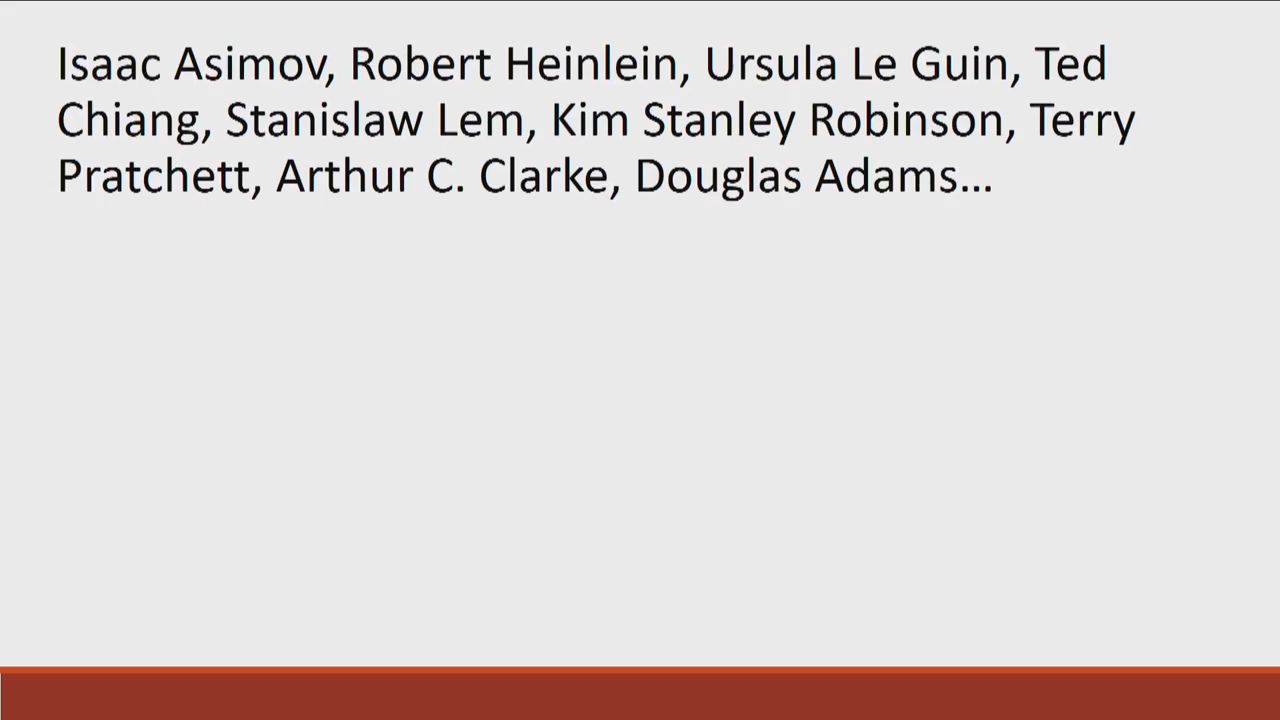 Isaac Asimov, Robert Heinlein, Ursula Le Guin, Ted
Chiang, Stanislaw Lem, Kim Stanley Robinson, Terry
Pratchett, Arthur C. Clarke, Douglas Adams…